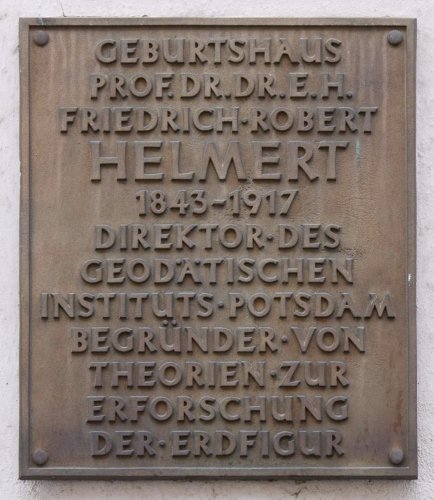 GEBURTSHAUS
PROF.DR.DR.E.H.
FRIEDRICH·ROBERT
HELMERT
1843-1917
DIREKTOR·DES
GEODÄTISCHEN
INSTITUTS·POTSDAM
BEGRÜNDER·VON
THEORIEN·ZUR
ERFORSCHUNG
DER·ERDFIGUR